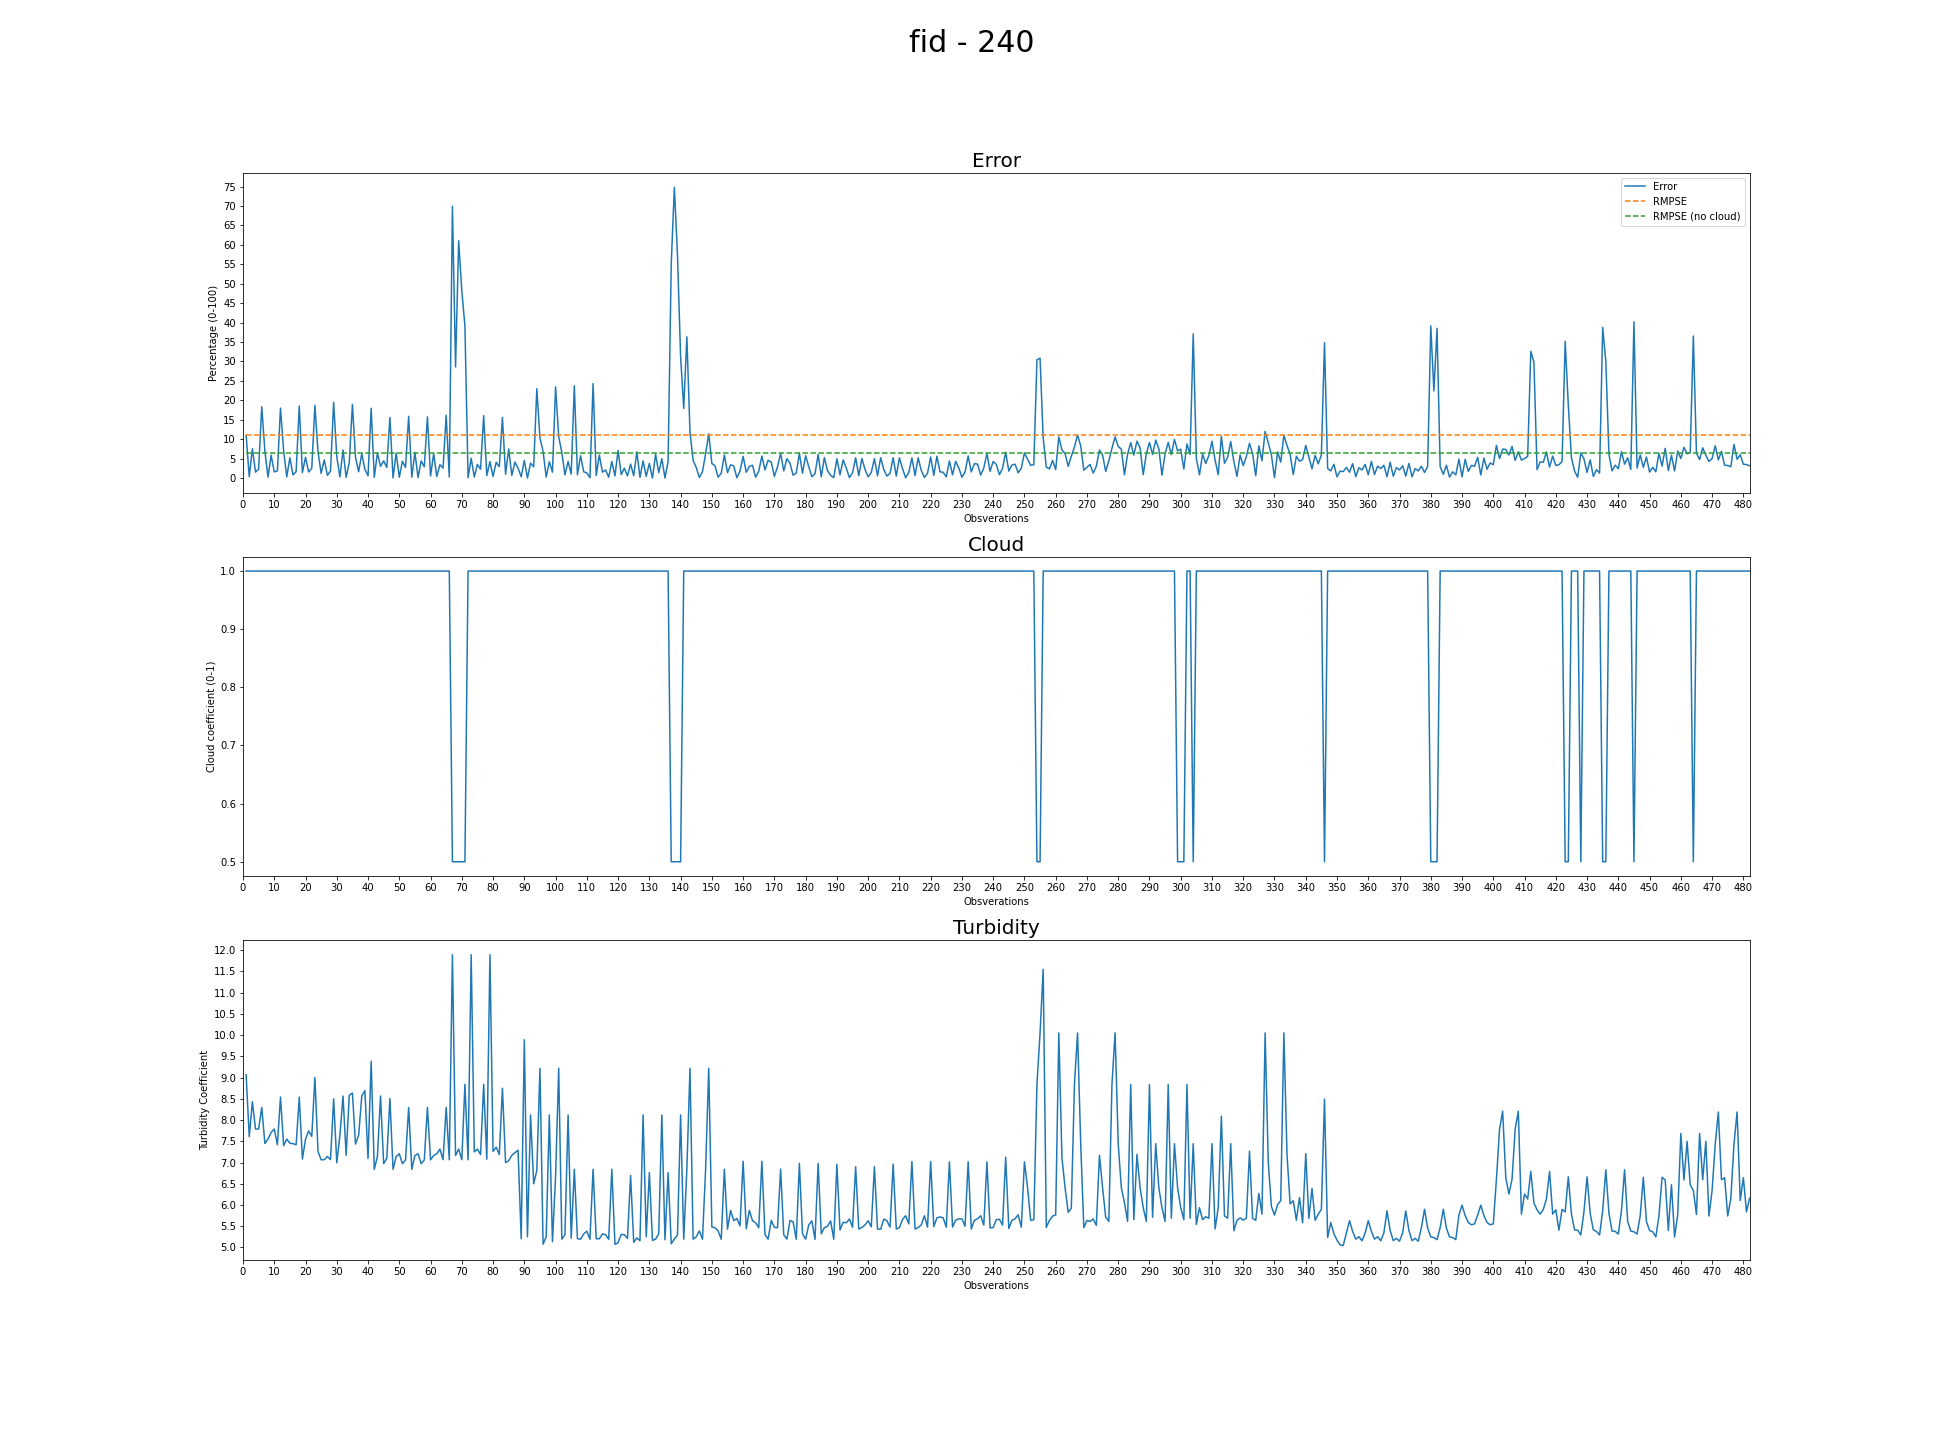 fid - 240
Error
75
70
65
60
55
50
45
40
35
30
25
20
15
10
5
0
Percentage (0-100)
Error
RMPSE
RMPSE (no cloud)
0 10 20 30 40 50 60 70 80 90 100 110 120 130 140 150 160 170 180 190 200 210 220 230 240 250 260 270 280 290 300 310 320 330 340 350 360 370 380 390 400 410 420 430 440 450 460 470 480
Obsverations
Cloud
1.0
0.9
0.8
0.7
0.6
0.5
Cloud coefficient (0-1)
0 10 20 30 40 50 60 70 80 90 100 110 120 130 140 150 160 170 180 190 200 210 220 230 240 250 260 270 280 290 300 310 320 330 340 350 360 370 380 390 400 410 420 430 440 450 460 470 480
Obsverations
Turbidity
12.0
11.5
11.0
10.5
10.0
9.5
9.0
8.5
8.0
7.5
7.0
6.5
6.0
5.5
5.0
Turbidity Coefficient
0 10 20 30 40 50 60 70 80 90 100 110 120 130 140 150 160 170 180 190 200 210 220 230 240 250 260 270 280 290 300 310 320 330 340 350 360 370 380 390 400 410 420 430 440 450 460 470 480
Obsverations